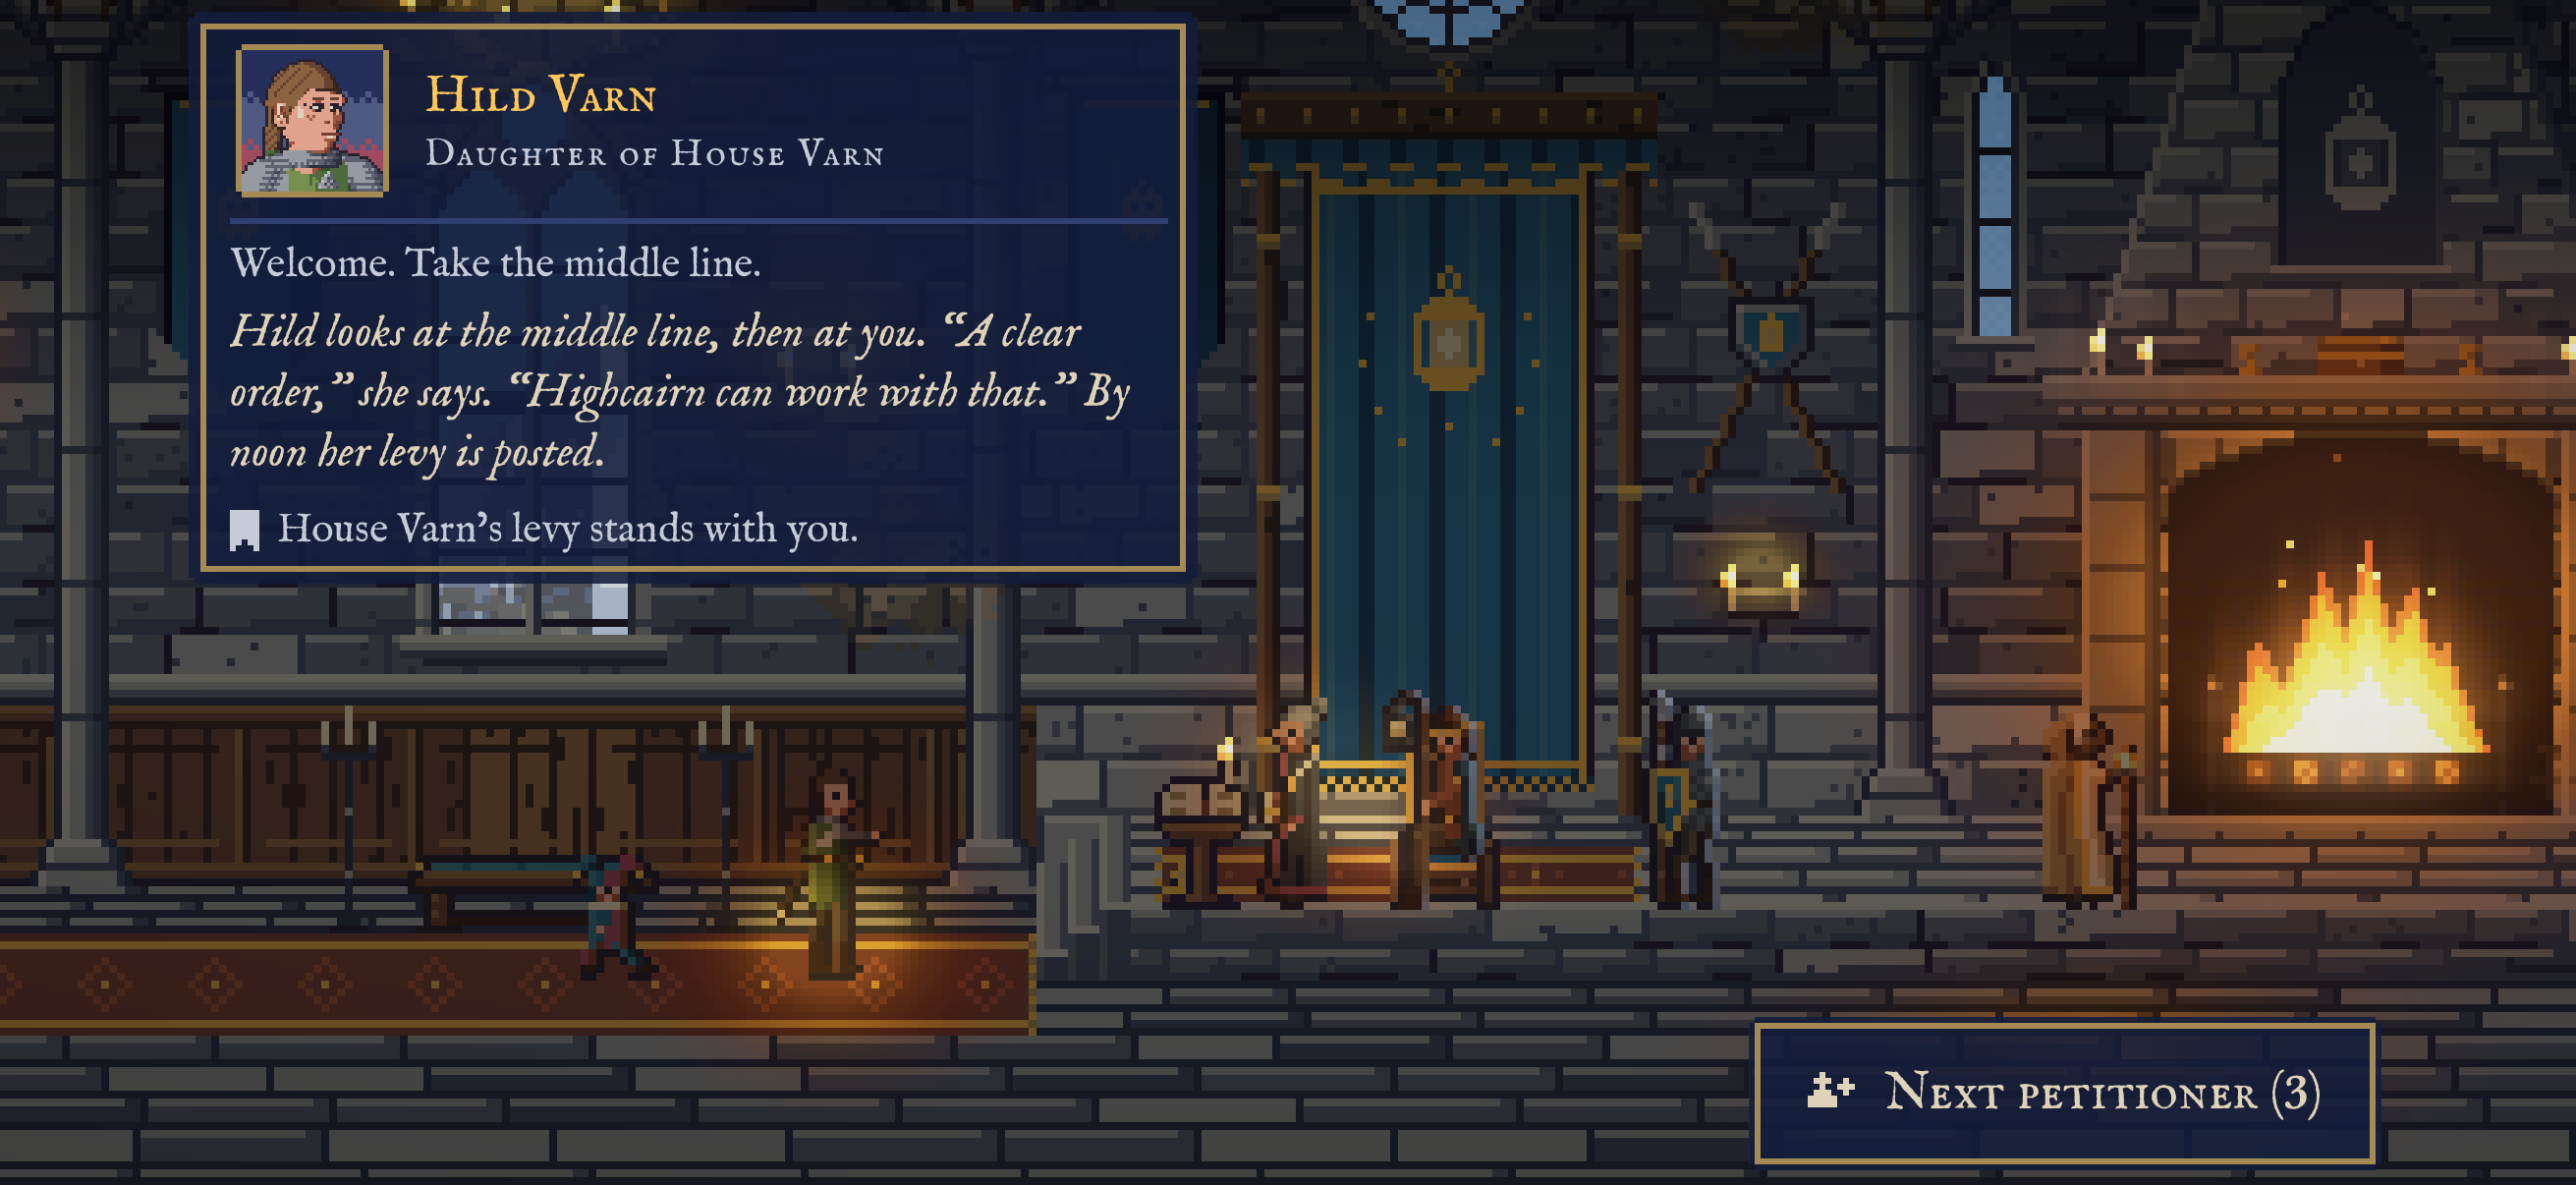 Hild Varn
Daughter of House Varn
Welcome. Take the middle line.
Hild looks at the middle line, then at you. “A clear
order,” she says. “Highcairn can work with that.” By
noon her levy is posted.
House Varn’s levy stands with you.
Next petitioner (3)